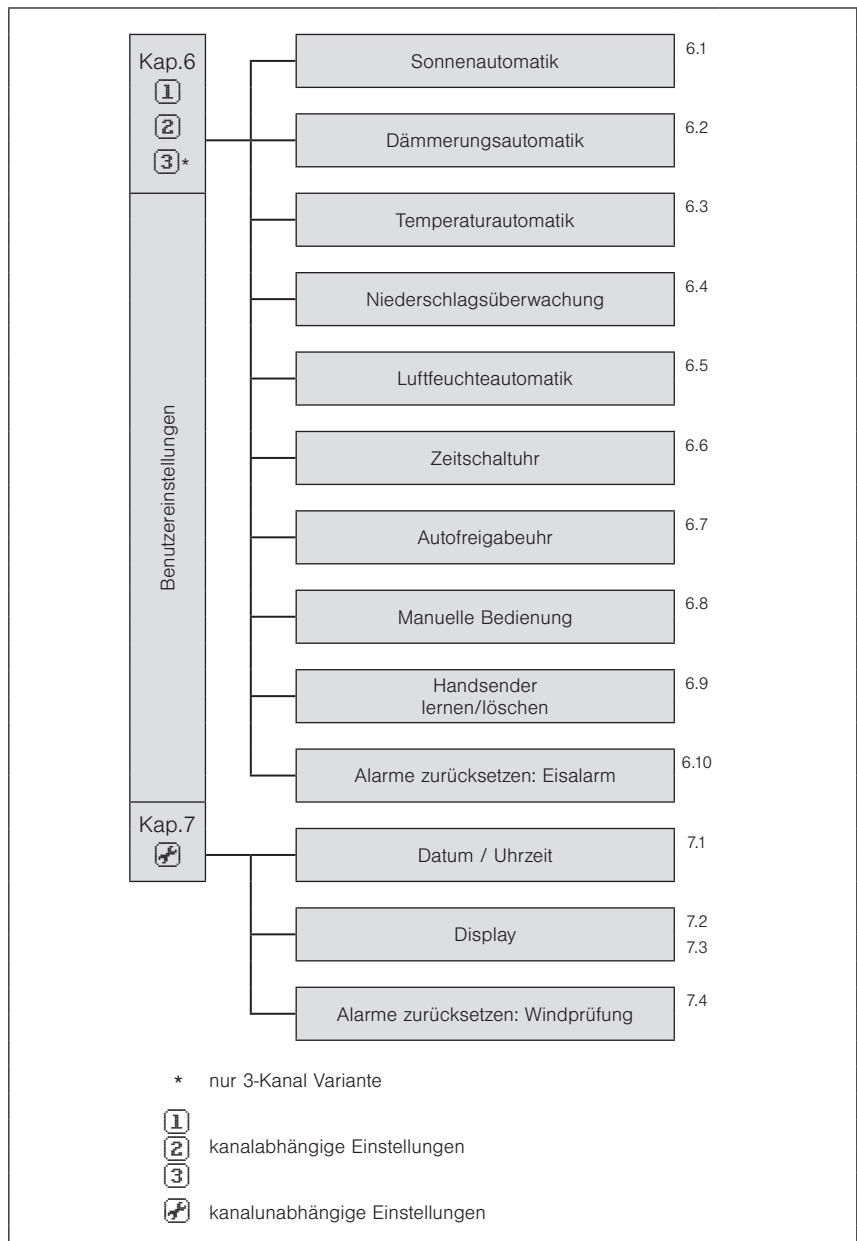 Kap.6
1
2
3*
Benutzereinstellungen
Sonnenautomatik 6.1
Dämmerungsautomatik 6.2
Temperaturautomatik 6.3
Niederschlagsüberwachung 6.4
Luftfeuchteautomatik 6.5
Zeitschaltuhr 6.6
Autofreigabeuhr 6.7
Manuelle Bedienung 6.8
Handsender 6.9
lernen/löschen
Alarme zurücksetzen: Eisalarm 6.10
Kap.7
Datum / Uhrzeit 7.1
Display 7.2
7.3
Alarme zurücksetzen: Windprüfung 7.4
* nur 3-Kanal Variante
1
2 kanalabhängige Einstellungen
3
kanalunabhängige Einstellungen